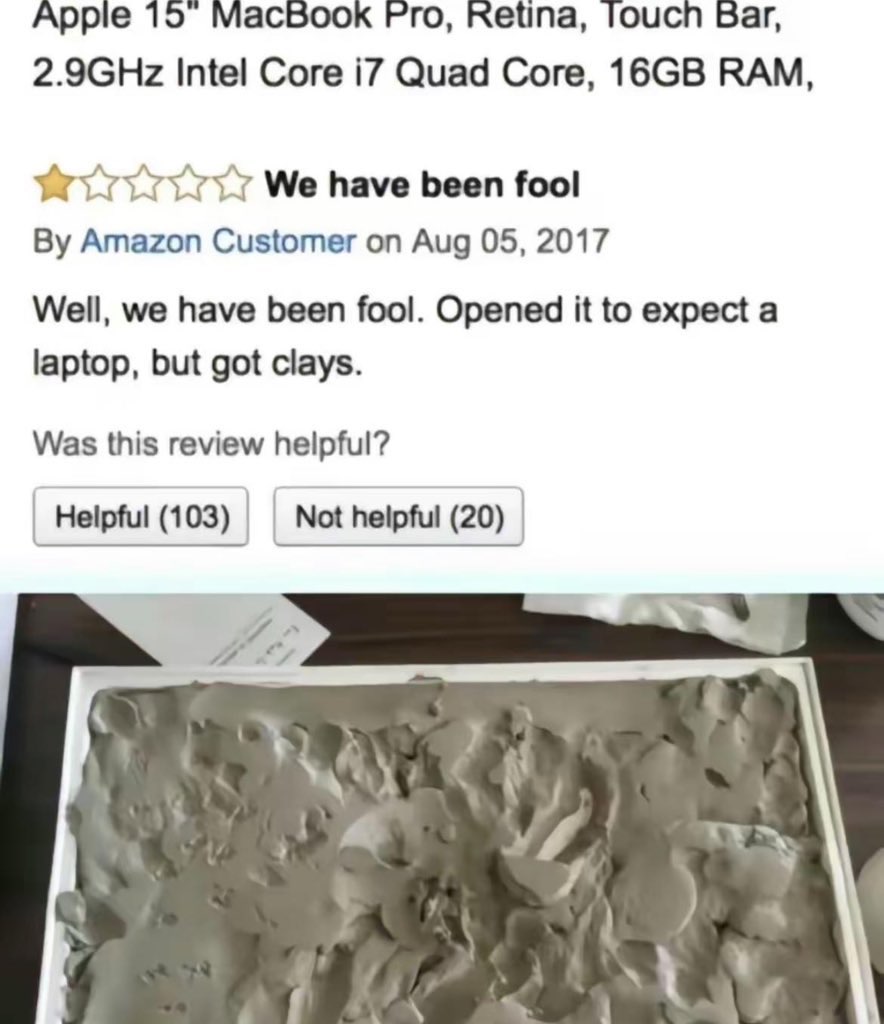 Apple 15" MacBook Pro, Retina, Touch Bar,
2.9GHz Intel Core i7 Quad Core, 16GB RAM,
We have been fool
By Amazon Customer on Aug 05, 2017
Well, we have been fool. Opened it to expect a
laptop, but got clays.
Was this review helpful?
Helpful (103) Not helpful (20)